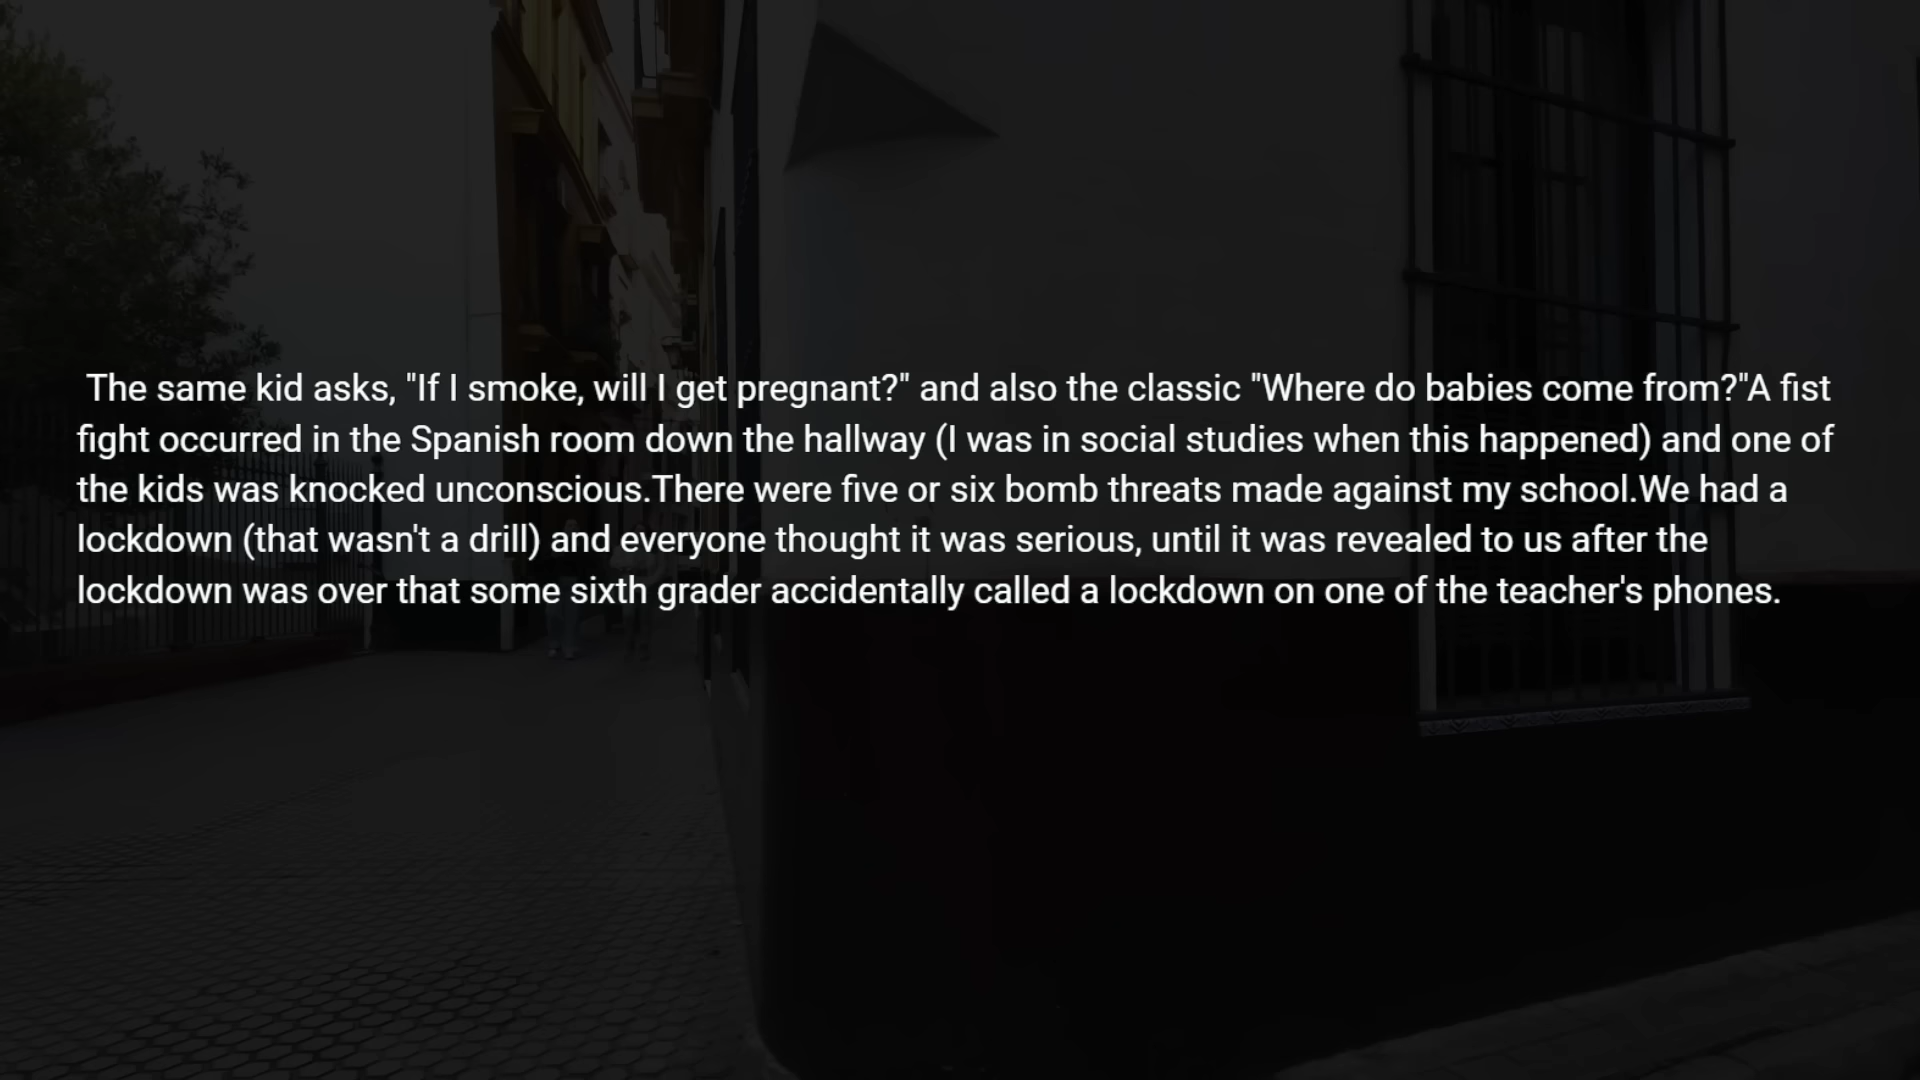 The same kid asks, "If I smoke, will I get pregnant?" and also the classic "Where do babies come from?"A fist
fight occurred in the Spanish room down the hallway (I was in social studies when this happened) and one of
the kids was knocked unconscious.There were five or six bomb threats made against my school.We had a
lockdown (that wasn't a drill) and everyone thought it was serious, until it was revealed to us after the
lockdown was over that some sixth grader accidentally called a lockdown on one of the teacher's phones.